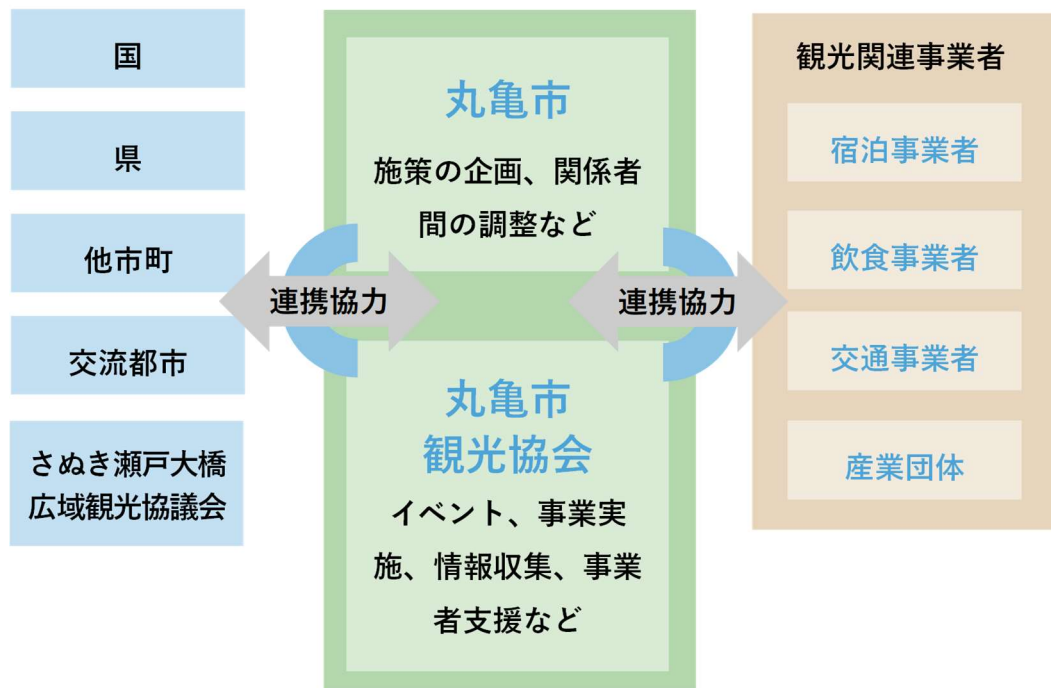 国
県
他市町
交流都市
さぬき瀬戸大橋
広域観光協議会
連携協力
丸亀市
施策の企画、関係者
間の調整など
丸亀市
観光協会
イベント、事業実
施、情報収集、事業
者支援など
連携協力
観光関連事業者
宿泊事業者
飲食事業者
交通事業者
産業団体